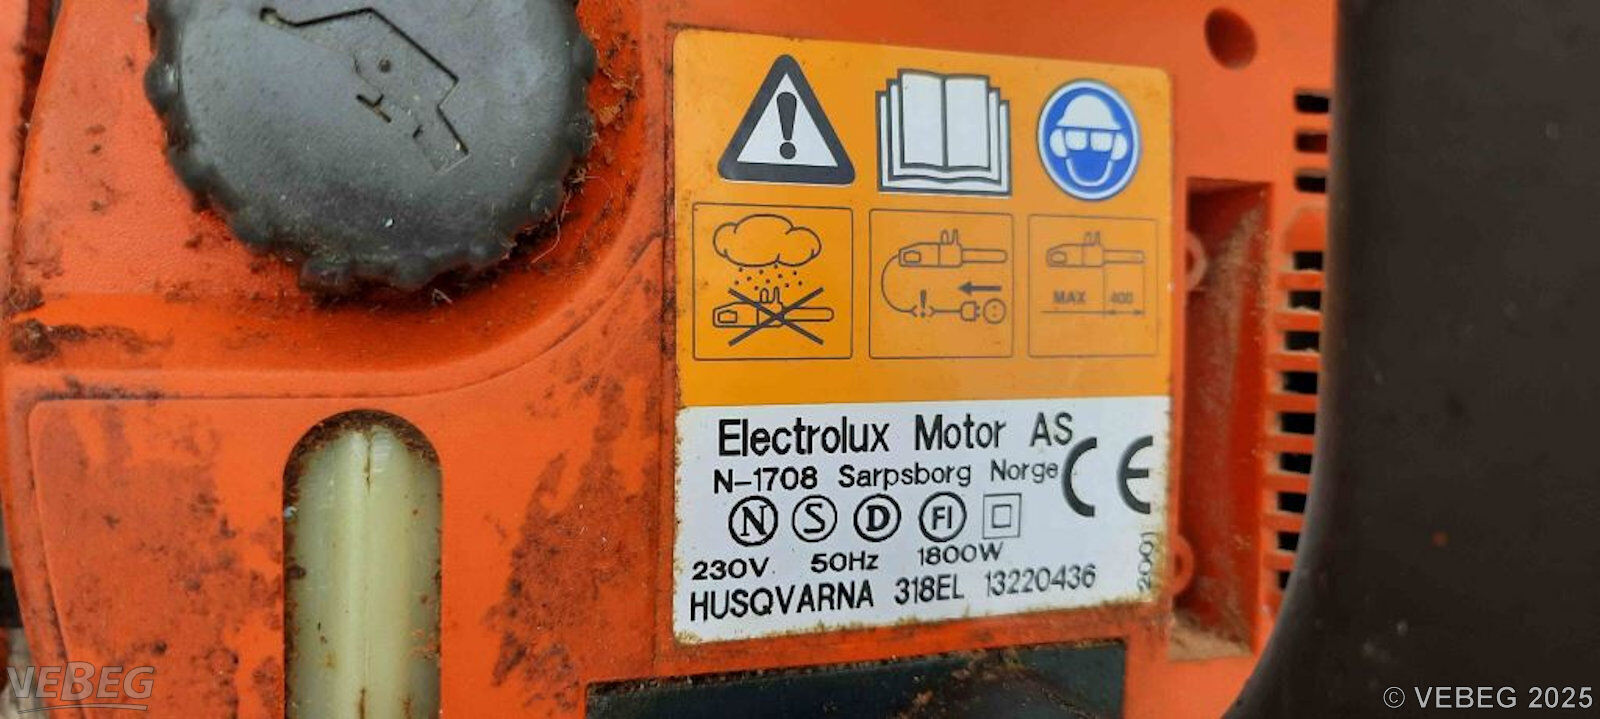 MAX 400
Electrolux Motor AS
N-1708 Sarpsborg Norge CE
N S D FI
230V. 50Hz 1800W
HUSQVARNA 318EL 13220436
2001
VEBEG
© VEBEG 2025